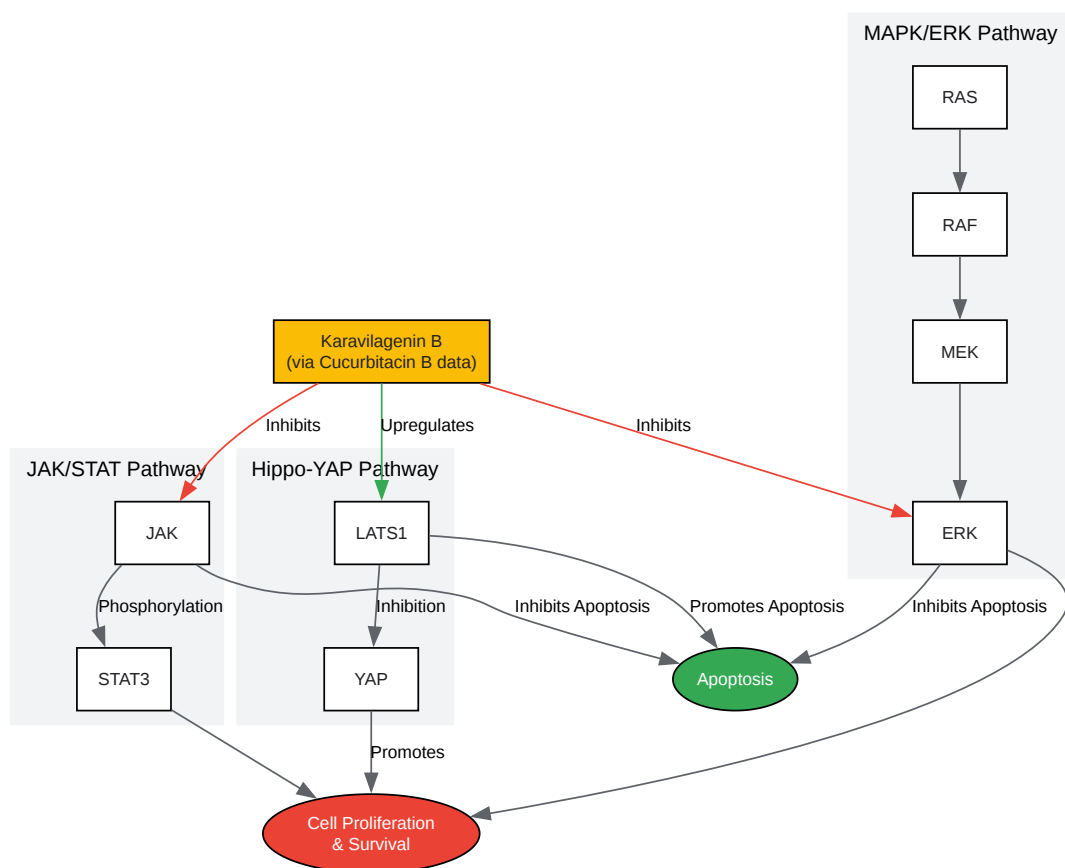 MAPK/ERK Pathway
RAS
RAF
Karavilagenin B
(via Cucurbitacin B data)
MEK
Inhibits
Upregulates
Inhibits
JAK/STAT Pathway
Hippo-YAP Pathway
JAK
LATS1
ERK
Phosphorylation
Inhibition
Inhibits Apoptosis
Promotes Apoptosis
Inhibits Apoptosis
STAT3
YAP
Apoptosis
Promotes
Cell Proliferation
& Survival